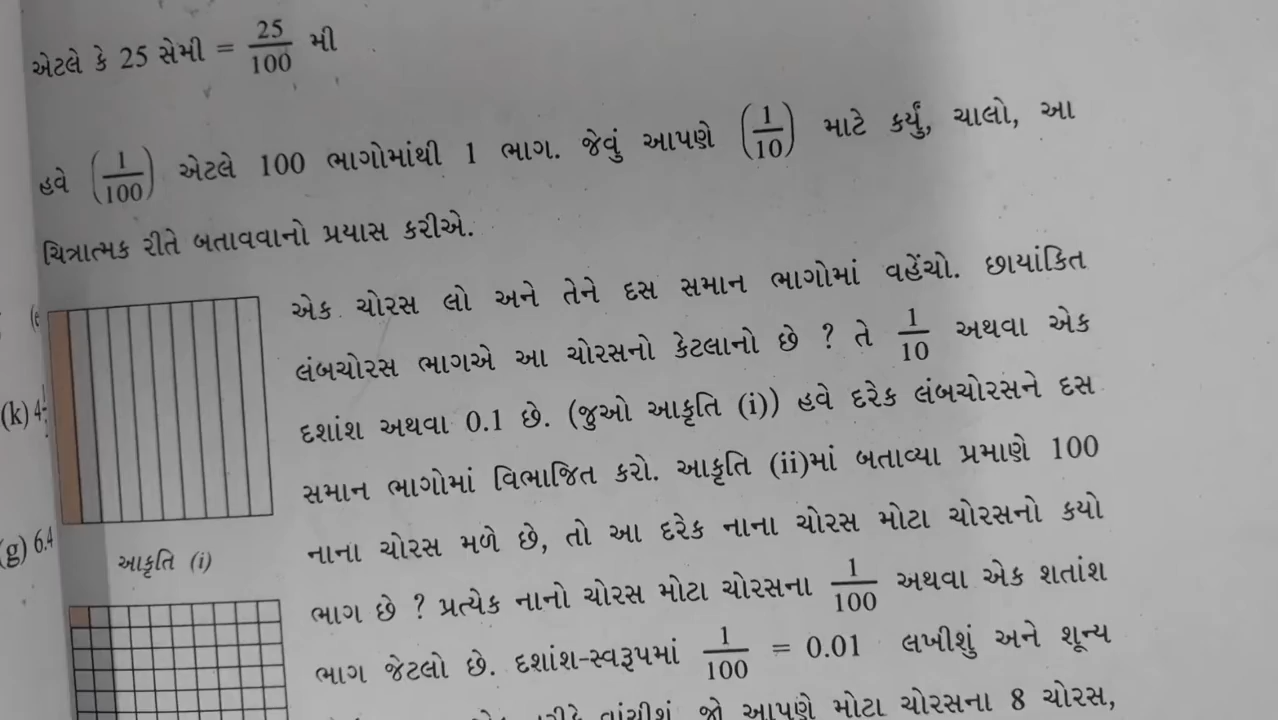 એટલે કે 25 સેમી = 25/100 મી
હવે (1/100) એટલે 100 ભાગોમાંથી 1 ભાગ. જેવું આપણે (1/10) માટે કર્યું, ચાલો, આ
ચિત્રાત્મક રીતે બતાવવાનો પ્રયાસ કરીએ.
એક ચોરસ લો અને તેને દસ સમાન ભાગોમાં વહેંચો. છાયાંકિત
લંબચોરસ ભાગએ આ ચોરસનો કેટલાનો છે ? તે 1/10 અથવા એક
દશાંશ અથવા 0.1 છે. (જુઓ આકૃતિ (i)) હવે દરેક લંબચોરસને દસ
સમાન ભાગોમાં વિભાજિત કરો. આકૃતિ (ii)માં બતાવ્યા પ્રમાણે 100
નાના ચોરસ મળે છે, તો આ દરેક નાના ચોરસ મોટા ચોરસનો કયો
ભાગ છે ? પ્રત્યેક નાનો ચોરસ મોટા ચોરસના 1/100 અથવા એક શતાંશ
ભાગ જેટલો છે. દશાંશ-સ્વરૂપમાં 1/100 = 0.01 લખીશું અને શૂન્ય
વાંચીશું જો આપણે મોટા ચોરસના 8 ચોરસ,
(k) 4
(g) 6.4
આકૃતિ (i)